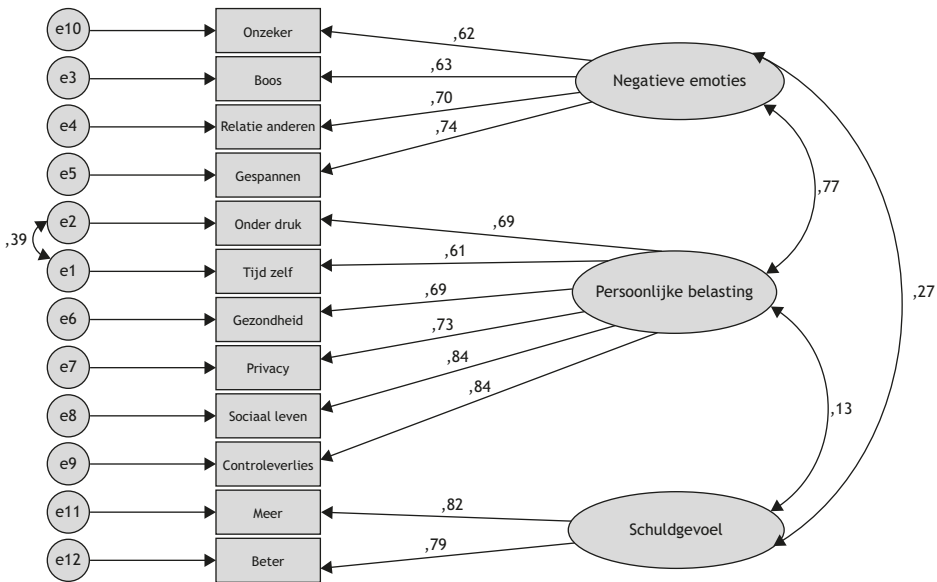 e10
Onzeker
,62
e3
Boos
,63
Negatieve emoties
e4
Relatie anderen
,70
e5
Gespannen
,74
,77
e2
Onder druk
,69
,39
e1
Tijd zelf
,61
Persoonlijke belasting
,27
e6
Gezondheid
,69
e7
Privacy
,73
e8
Sociaal leven
,84
,13
e9
Controleverlies
,84
e11
Meer
,82
Schuldgevoel
e12
Beter
,79